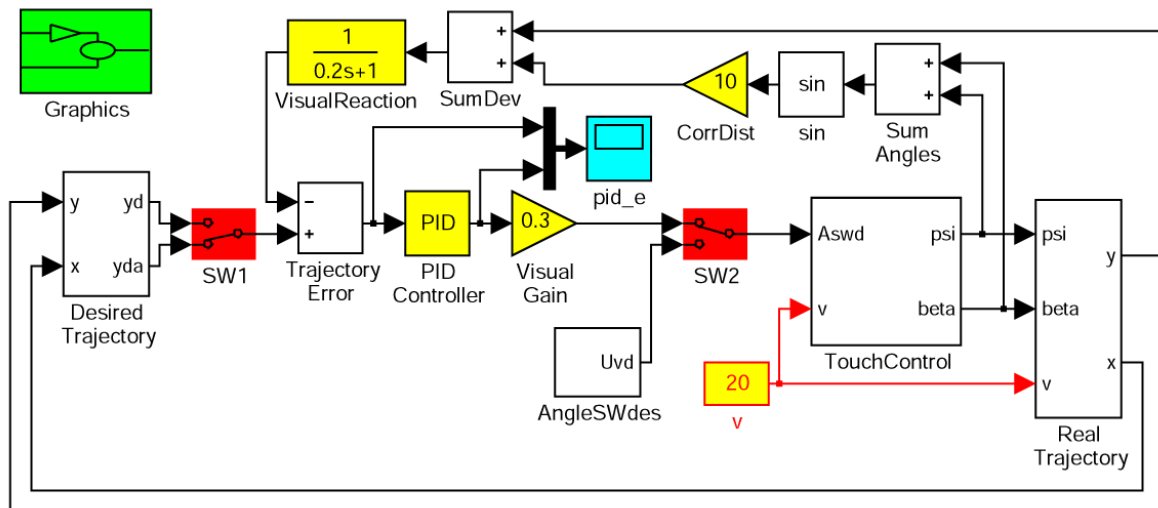 Graphics
1
0.2s+1
VisualReaction
+
+
SumDev
10
CorrDist
sin
sin
+
+
Sum
Angles
pid_e
y
x
yd
yda
Desired
Trajectory
SW1
−
+
Trajectory
Error
PID
PID
Controller
0.3
Visual
Gain
SW2
Uvd
AngleSWdes
Aswd
v
psi
beta
TouchControl
20
v
psi
beta
v
y
x
Real
Trajectory